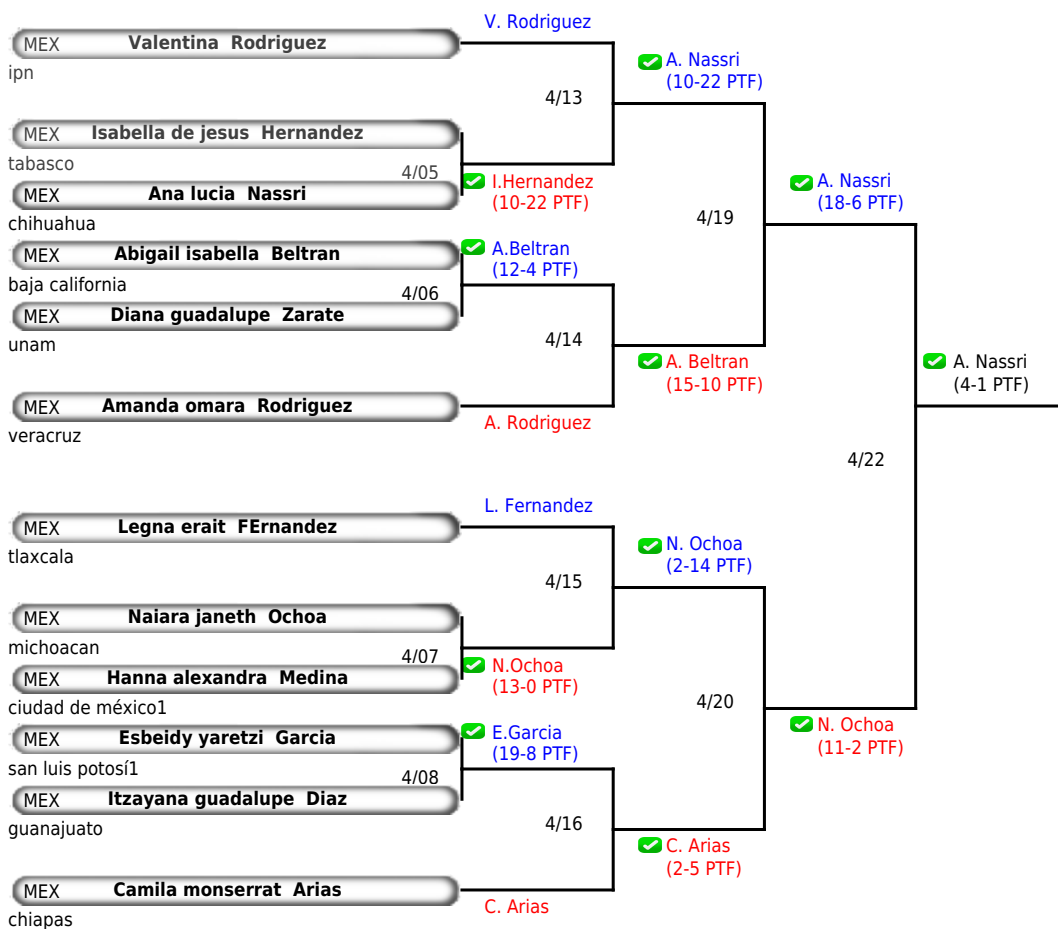 V. Rodriguez
MEX Valentina Rodriguez
ipn
A. Nassri
(10-22 PTF)
4/13
MEX Isabella de jesus Hernandez
tabasco
4/05
I.Hernandez
(10-22 PTF)
MEX Ana lucia Nassri
chihuahua
A. Nassri
(18-6 PTF)
4/19
MEX Abigail isabella Beltran
baja california
A.Beltran
(12-4 PTF)
4/06
MEX Diana guadalupe Zarate
unam
4/14
A. Beltran
(15-10 PTF)
A. Nassri
(4-1 PTF)
MEX Amanda omara Rodriguez
veracruz
A. Rodriguez
4/22
L. Fernandez
MEX Legna erait FErnandez
tlaxcala
N. Ochoa
(2-14 PTF)
4/15
MEX Naiara janeth Ochoa
michoacan
4/07
N.Ochoa
(13-0 PTF)
MEX Hanna alexandra Medina
ciudad de méxico1
4/20
N. Ochoa
(11-2 PTF)
MEX Esbeidy yaretzi Garcia
san luis potosí1
E.Garcia
(19-8 PTF)
4/08
MEX Itzayana guadalupe Diaz
guanajuato
4/16
C. Arias
(2-5 PTF)
MEX Camila monserrat Arias
chiapas
C. Arias